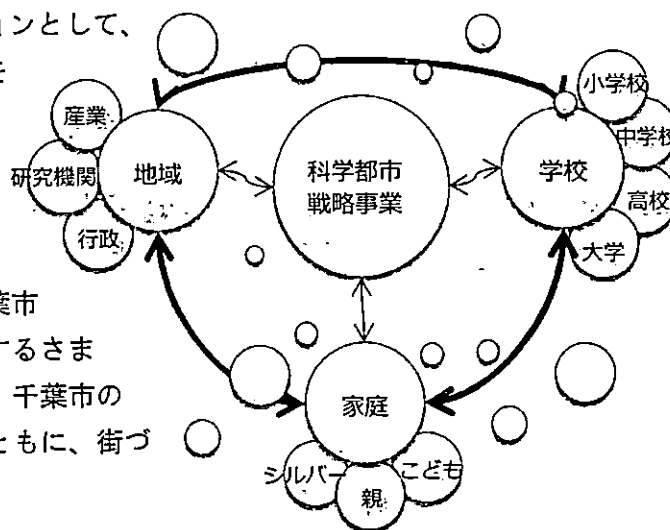 ョンとして、
を
産業
研究機関
行政
地域
科学都市
戦略事業
学校
小学校
中学校
高校
大学
葉市
するさま
千葉市の
ともに、街づ
家庭
シルバー
親
こども